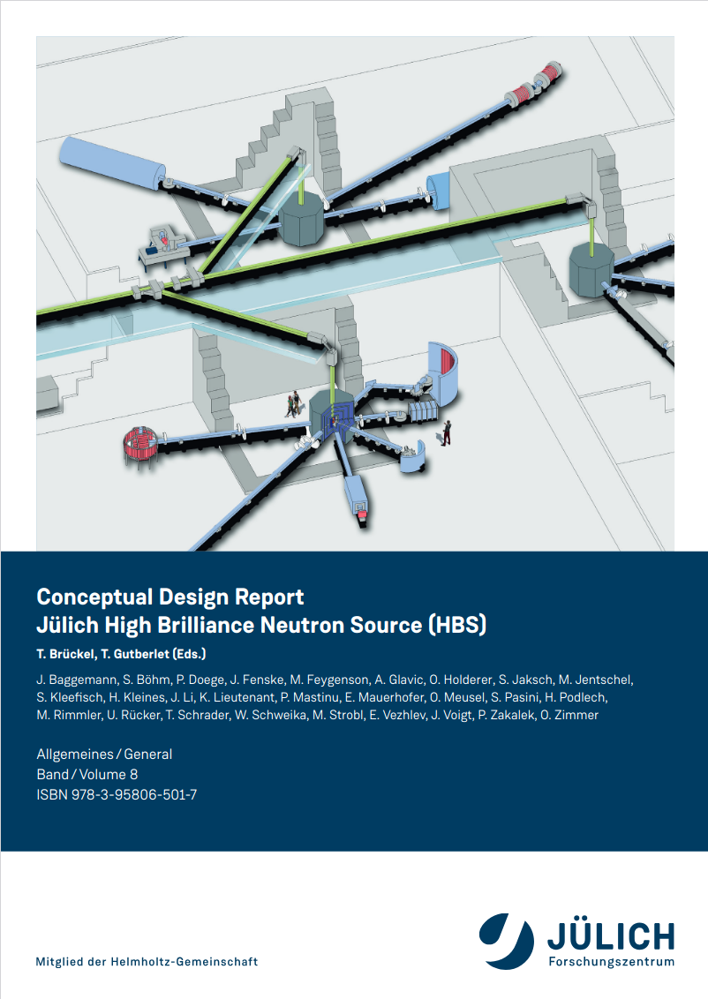 Conceptual Design Report
Jülich High Brilliance Neutron Source (HBS)
T. Brückel, T. Gutberlet (Eds.)
J. Baggemann, S. Böhm, P. Doege, J. Fenske, M. Feygenson, A. Glavic, O. Holderer, S. Jaksch, M. Jentschel,
S. Kleefisch, H. Kleines, J. Li, K. Lieutenant, P. Mastinu, E. Mauerhofer, O. Meusel, S. Pasini, H. Podlech,
M. Rimmler, U. Rücker, T. Schrader, W. Schweika, M. Strobl, E. Vezhlev, J. Voigt, P. Zakalek, O. Zimmer
Allgemeines / General
Band / Volume 8
ISBN 978-3-95806-501-7
Mitglied der Helmholtz-Gemeinschaft
JÜLICH
Forschungszentrum